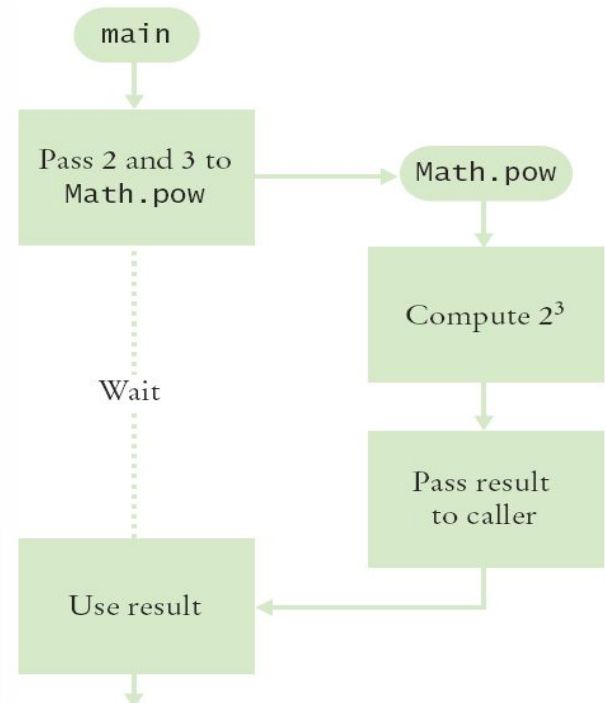 main
Pass 2 and 3 to
Math.pow
Math.pow
Compute 2³
Wait
Pass result
to caller
Use result